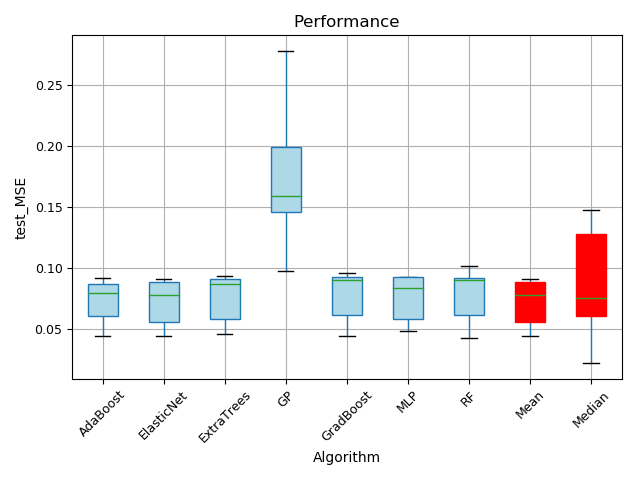 Performance
test_MSE
0.25
0.20
0.15
0.10
0.05
AdaBoost
ElasticNet
ExtraTrees
GP
GradBoost
MLP
RF
Mean
Median
Algorithm